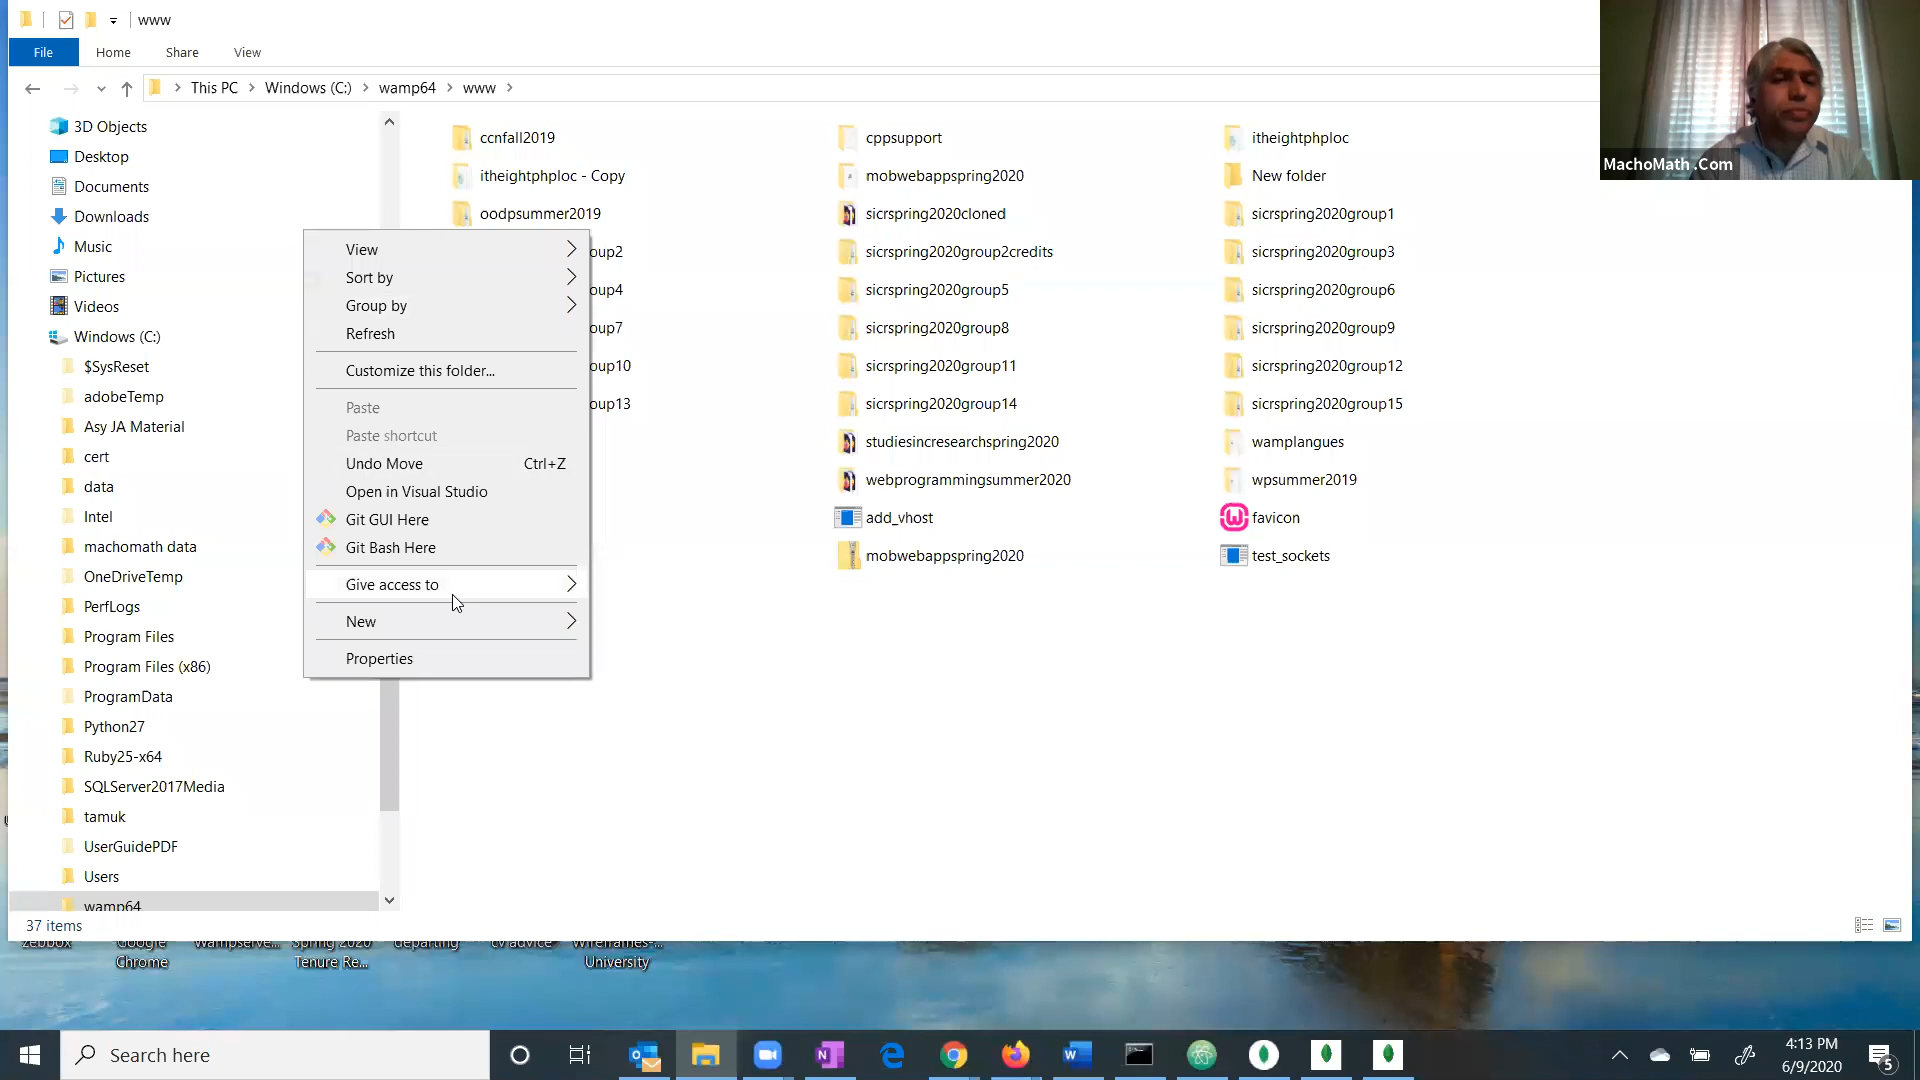 www
File Home Share View
This PC Windows (C:) wamp64 www
3D Objects
Desktop
Documents
Downloads
Music
Pictures
Videos
Windows (C:)
$SysReset
adobeTemp
Asy JA Material
cert
data
Intel
machomath data
OneDriveTemp
PerfLogs
Program Files
Program Files (x86)
ProgramData
Python27
Ruby25-x64
SQLServer2017Media
tamuk
UserGuidePDF
Users
wamp64
ccnfall2019 cppsupport itheightphploc
itheightphploc - Copy mobwebappspring2020 New folder
oodpsummer2019 sicrspring2020cloned sicrspring2020group1
oup2 sicrspring2020group2credits sicrspring2020group3
oup4 sicrspring2020group5 sicrspring2020group6
oup7 sicrspring2020group8 sicrspring2020group9
oup10 sicrspring2020group11 sicrspring2020group12
oup13 sicrspring2020group14 sicrspring2020group15
studiesincresearchspring2020 wamplangues
webprogrammingsummer2020 wpsummer2019
add_vhost favicon
mobwebappspring2020 test_sockets
View
Sort by
Group by
Refresh
Customize this folder...
Paste
Paste shortcut
Undo Move Ctrl+Z
Open in Visual Studio
Git GUI Here
Git Bash Here
Give access to
New
Properties
MachoMath .Com
37 items
zebbox Google Wampserve... Spring 2020 departing cv advice Wireframes-...
Chrome Tenure Re... University
Search here
4:13 PM
6/9/2020
5